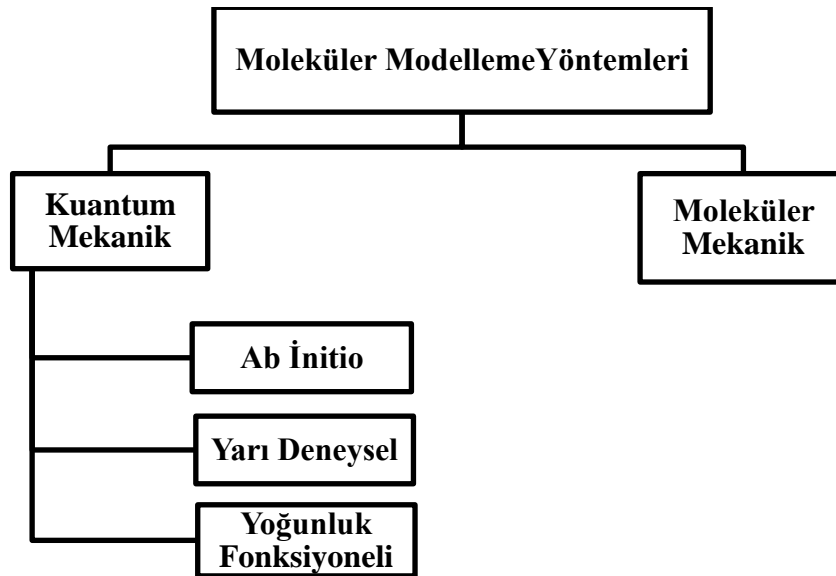 Moleküler ModellemeYöntemleri
Kuantum
Mekanik
Moleküler
Mekanik
Ab İnitio
Yarı Deneysel
Yoğunluk
Fonksiyoneli